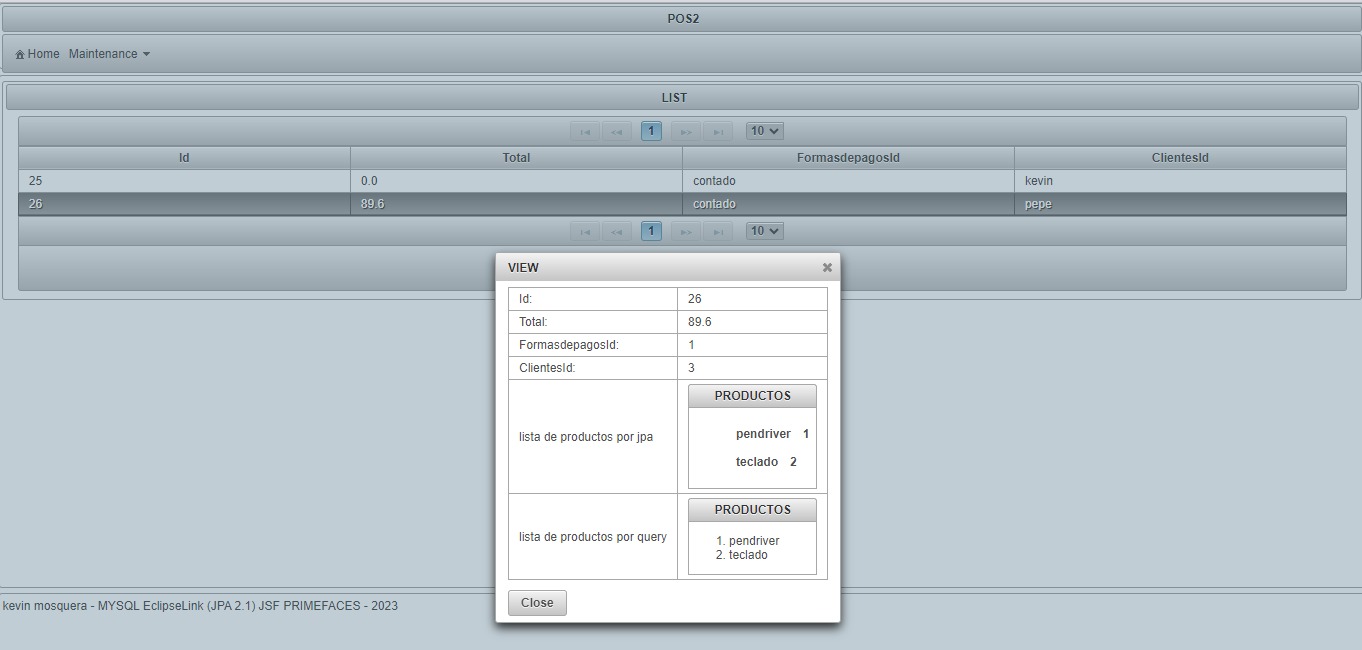 POS2
Home Maintenance
LIST
1 10
Id Total FormasdepagosId ClientesId
25 0.0 contado kevin
26 89.6 contado pepe
1 10
VIEW
Id: 26
Total: 89.6
FormasdepagosId: 1
ClientesId: 3
lista de productos por jpa
PRODUCTOS
pendriver 1
teclado 2
lista de productos por query
PRODUCTOS
1. pendriver
2. teclado
Close
kevin mosquera - MYSQL EclipseLink (JPA 2.1) JSF PRIMEFACES - 2023